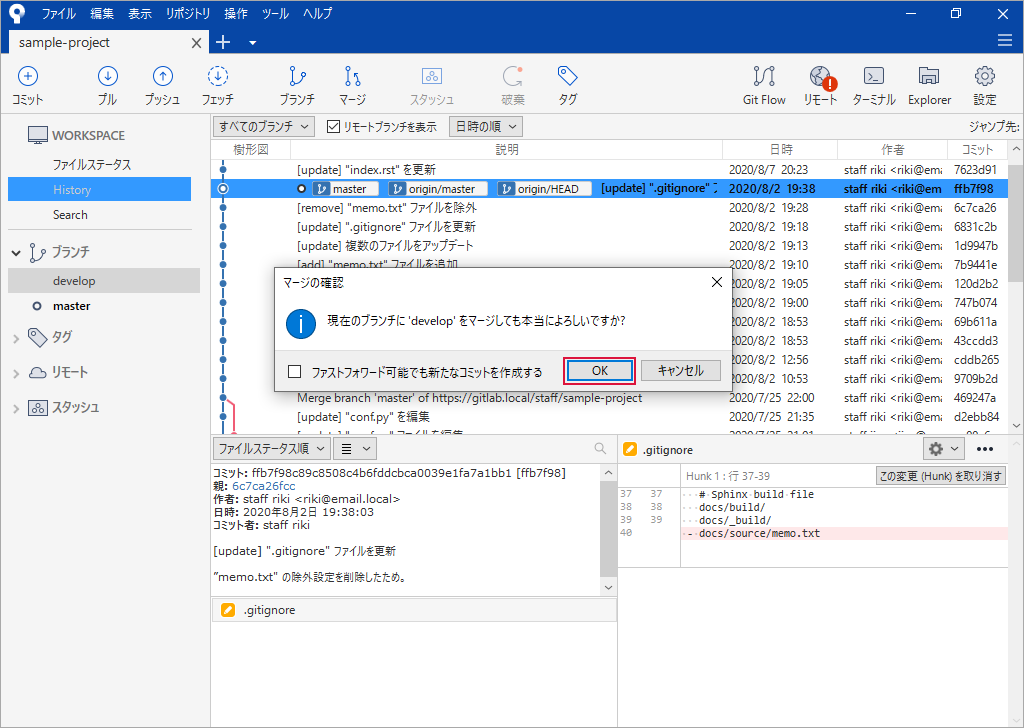 ファイル 編集 表示 リポジトリ 操作 ツール ヘルプ
sample-project
コミット プル プッシュ フェッチ ブランチ マージ スタッシュ 破棄 タグ Git Flow リモート ターミナル Explorer 設定
WORKSPACE
ファイルステータス
History
Search
ブランチ
develop
master
タグ
リモート
スタッシュ
すべてのブランチ リモートブランチを表示 日時の順 ジャンプ先:
樹形図 説明 日時 作者 コミット
[update] "index.rst" を更新 2020/8/7 20:23 staff riki <riki@ema 7623d91
master origin/master origin/HEAD [update] ".gitignore" 2020/8/2 19:38 staff riki <riki@em ffb7f98
[remove] "memo.txt" ファイルを除外 2020/8/2 19:28 staff riki <riki@ema 6c7ca26
[update] ".gitignore" ファイルを更新 2020/8/2 19:18 staff riki <riki@ema 6831c2b
[update] 複数のファイルをアップデート 2020/8/2 19:13 staff riki <riki@ema 1d9947b
[add] "memo.txt" ファイルを追加 2020/8/2 19:10 staff riki <riki@ema 7b9441e
2020/8/2 19:05 staff riki <riki@ema 120d2b2
2020/8/2 19:00 staff riki <riki@ema 747b074
2020/8/2 18:53 staff riki <riki@ema 69b611a
2020/8/2 18:53 staff riki <riki@ema 43ccdd3
2020/8/2 12:56 staff riki <riki@ema cddb265
2020/8/2 10:53 staff riki <riki@ema 9709b2d
Merge branch 'master' of https://gitlab.local/staff/sample-project 2020/7/25 22:00 staff riki <riki@ema 469247a
[update] "conf.py" を編集 2020/7/25 21:35 staff riki <riki@ema d2ebb84
マージの確認
現在のブランチに 'develop' をマージしても本当によろしいですか?
ファストフォワード可能でも新たなコミットを作成する
OK
キャンセル
ファイルステータス順
コミット: ffb7f98c89c8508c4b6fddcbca0039e1fa7a1bb1 [ffb7f98]
親: 6c7ca26fcc
作者: staff riki <riki@email.local>
日時: 2020年8月2日 19:38:03
コミット者: staff riki
[update] ".gitignore" ファイルを更新
"memo.txt" の除外設定を削除したため。
.gitignore
.gitignore
Hunk 1 : 行 37-39 この変更 (Hunk) を取り消す
37 37 # Sphinx build file
38 38 docs/build/
39 39 docs/_build/
40 - docs/source/memo.txt